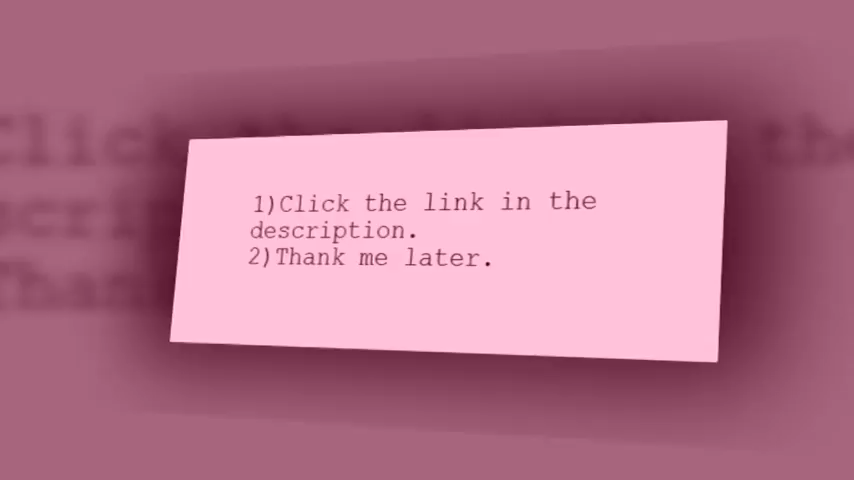 1)Click the link in the
description.
2)Thank me later.